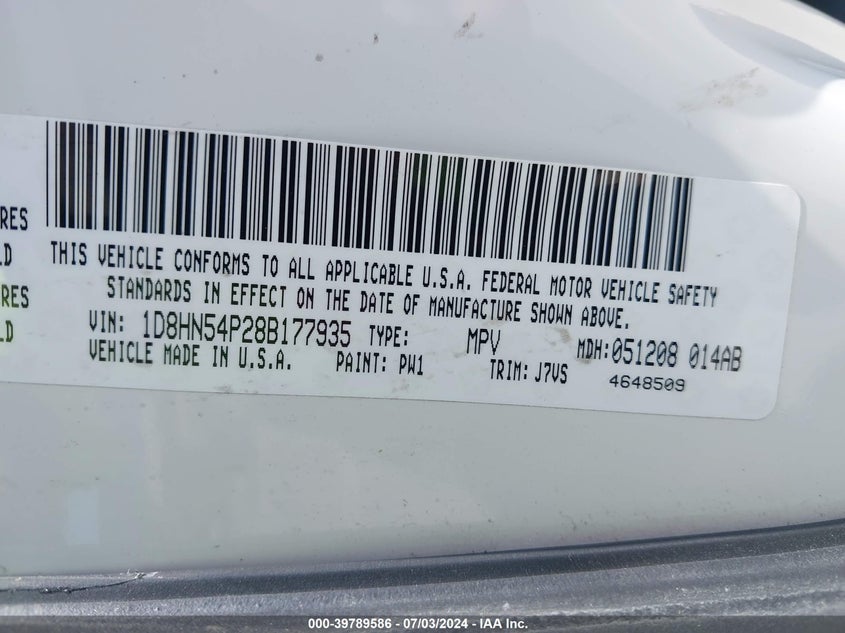 RES
LD
RES
LD
THIS VEHICLE CONFORMS TO ALL APPLICABLE U.S.A. FEDERAL MOTOR VEHICLE SAFETY
STANDARDS IN EFFECT ON THE DATE OF MANUFACTURE SHOWN ABOVE.
VIN: 1D8HN54P28B177935 TYPE: MPV MDH:051208 014AB
VEHICLE MADE IN U.S.A. PAINT: PW1 TRIM: J7VS 4648509
000-39789586 - 07/03/2024 - IAA Inc.